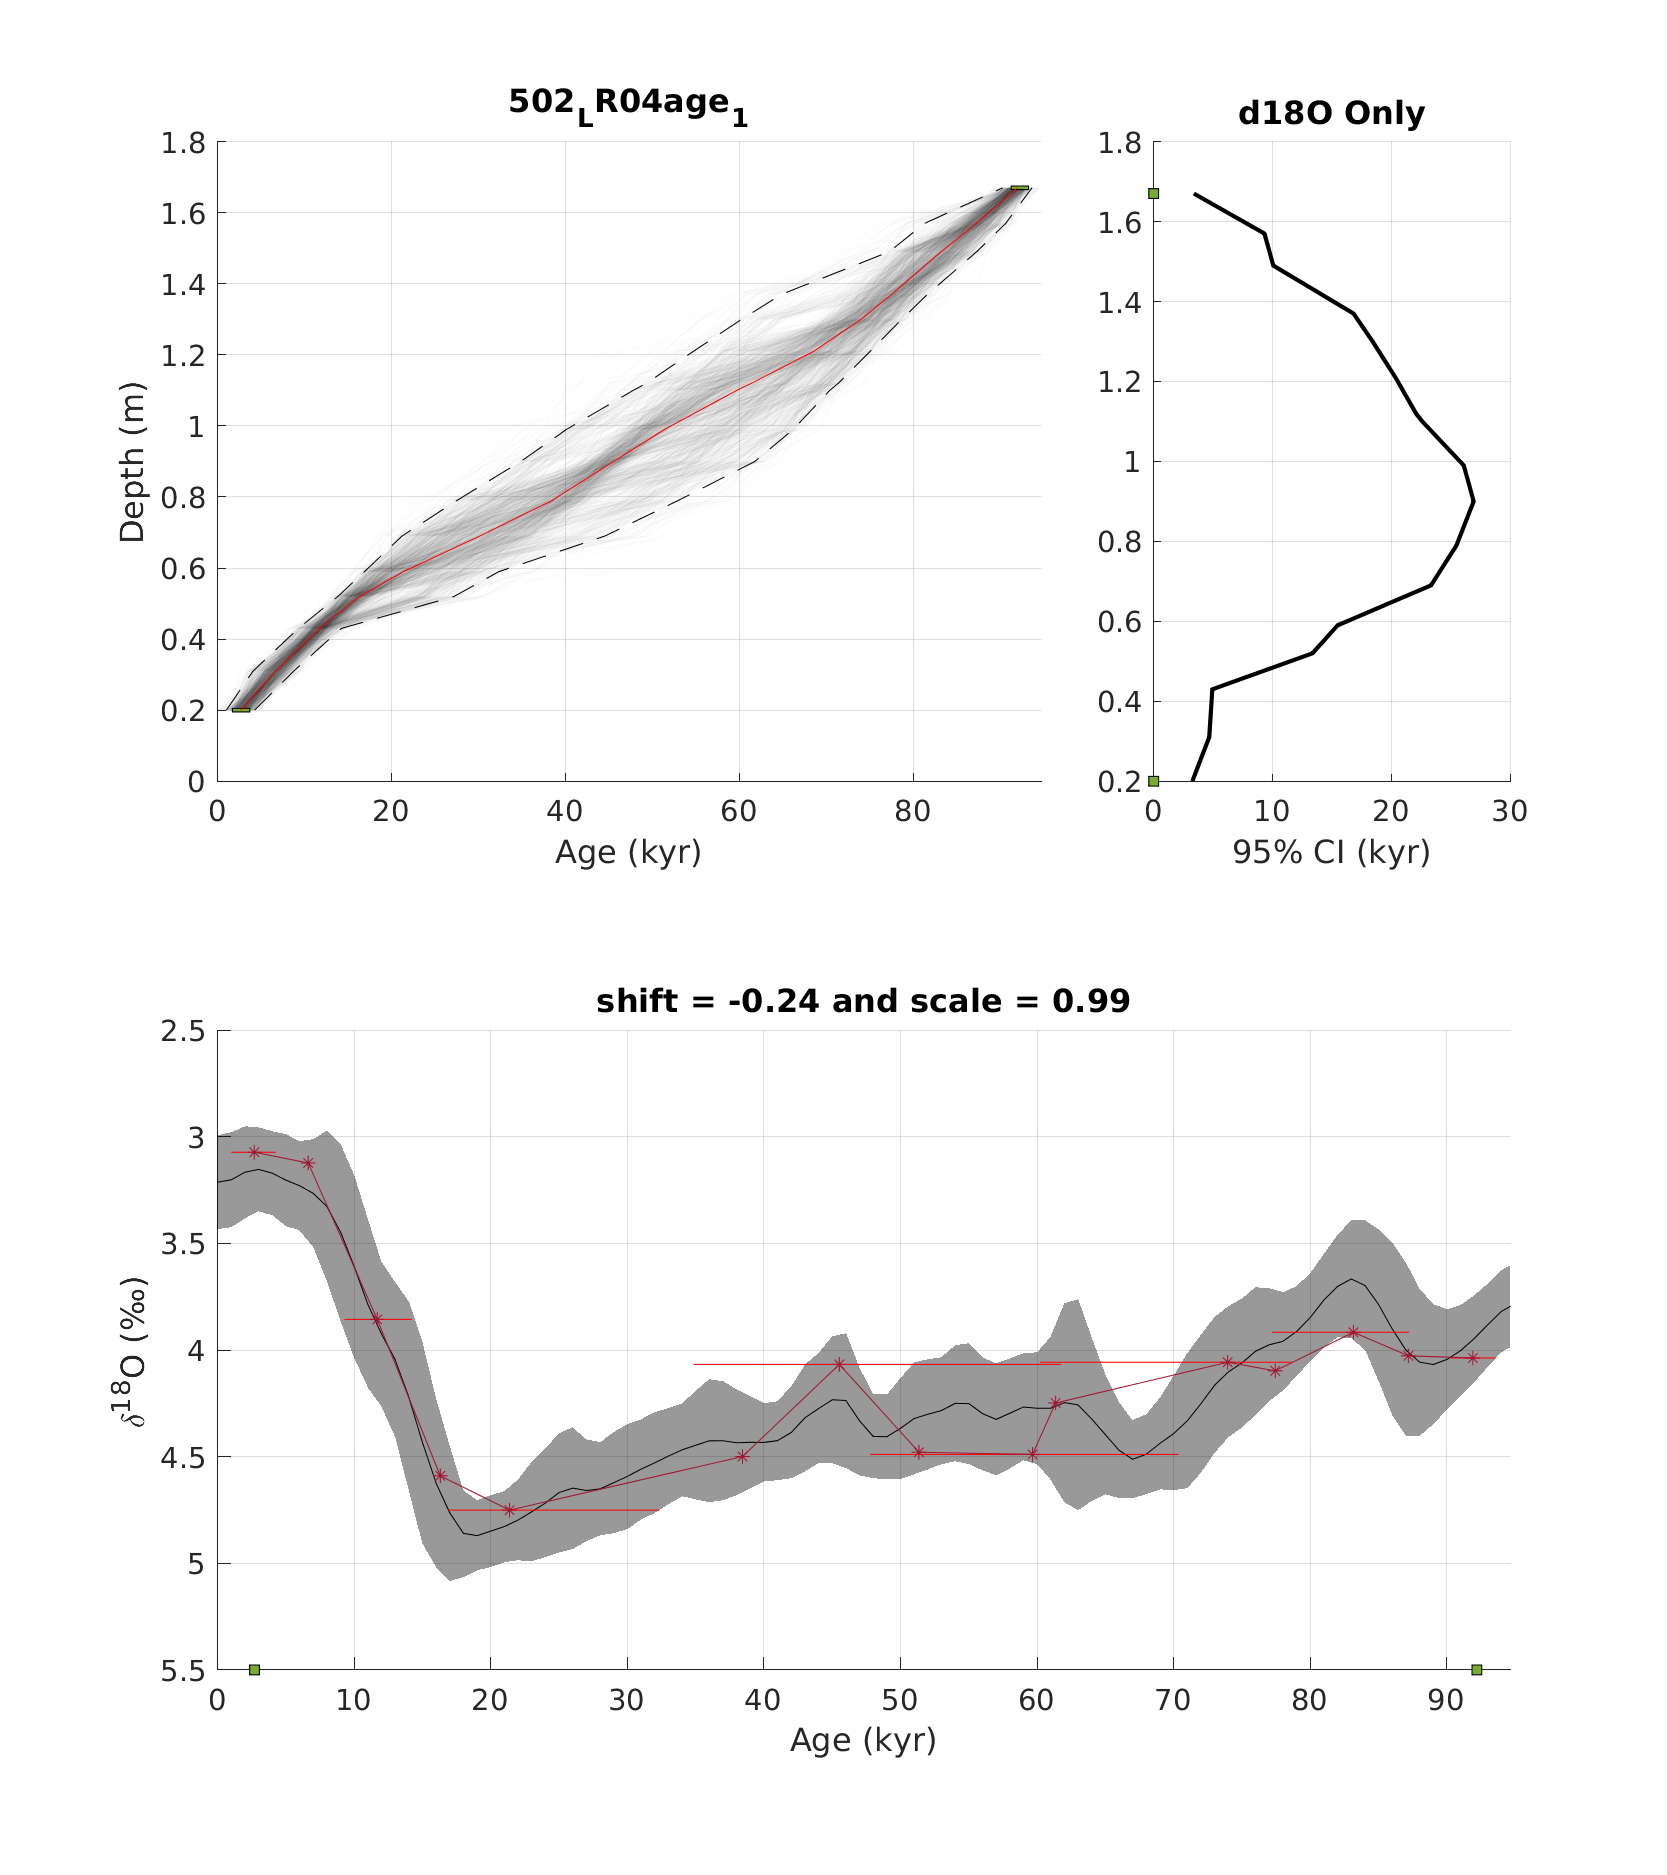 502LR04age1
d18O Only
1.8
1.6
1.4
1.2
1
0.8
0.6
0.4
0.2
0
Depth (m)
0 20 40 60 80
Age (kyr)
1.8
1.6
1.4
1.2
1
0.8
0.6
0.4
0.2
0 10 20 30
95% CI (kyr)
shift = -0.24 and scale = 0.99
2.5
3
3.5
4
4.5
5
5.5
δ18O (‰)
0 10 20 30 40 50 60 70 80 90
Age (kyr)